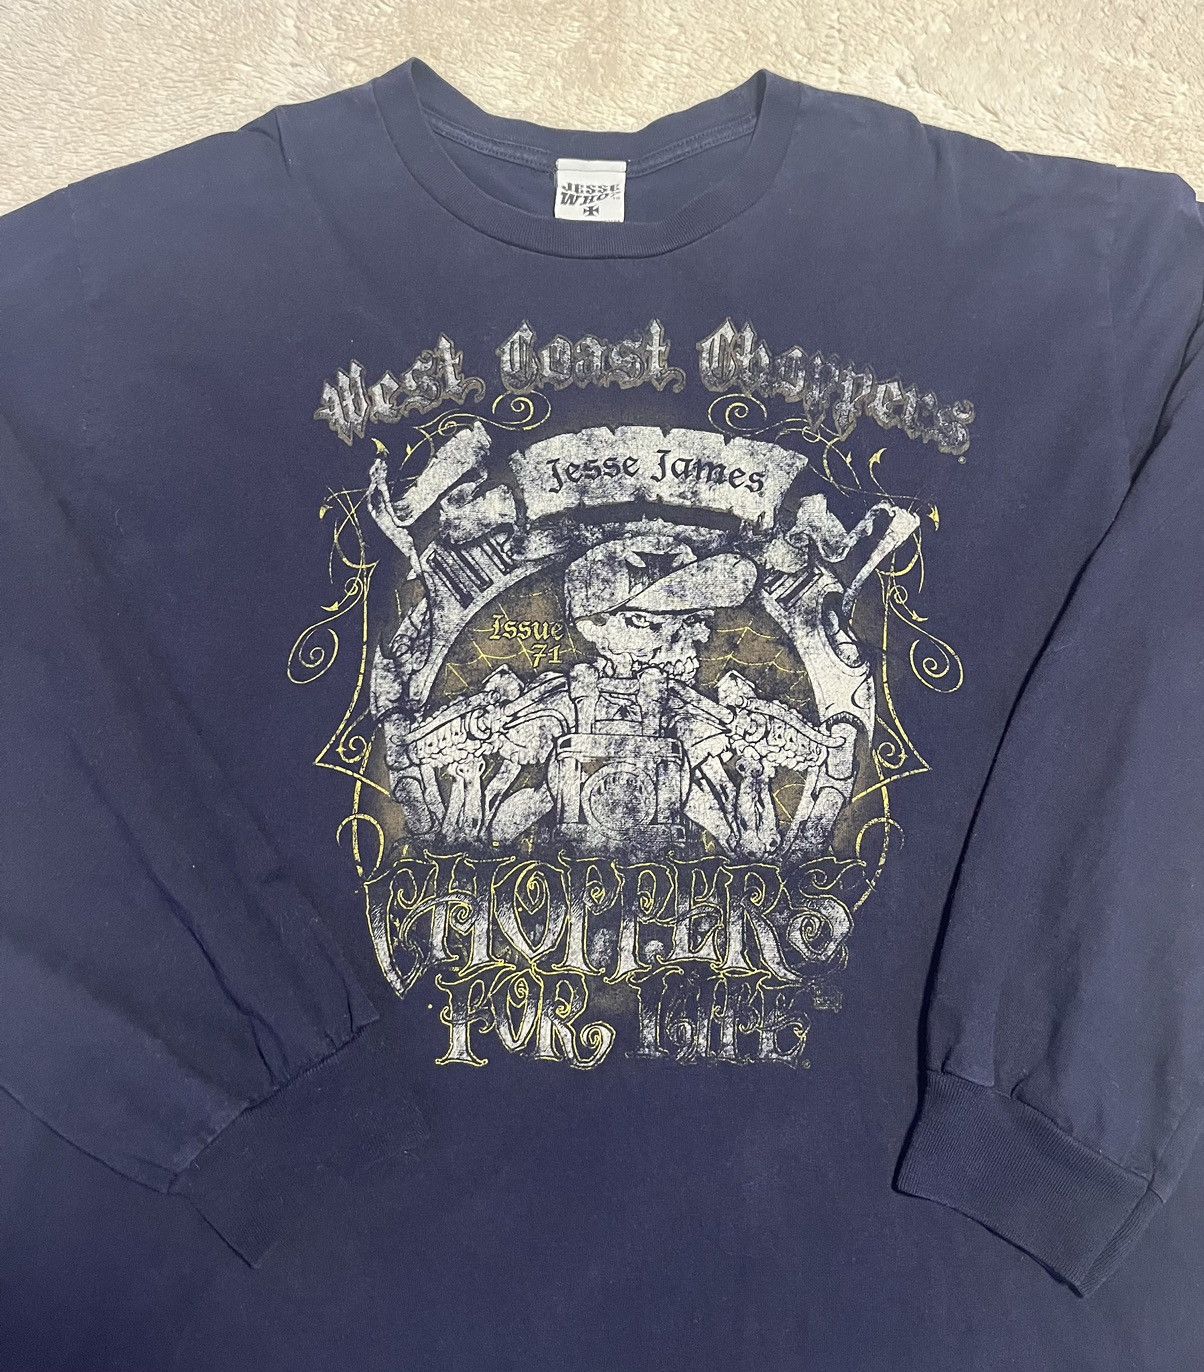 JESSE
WHO?
West Coast Choppers
Jesse James
Issue
71
CHOPPERS
FOR LIFE